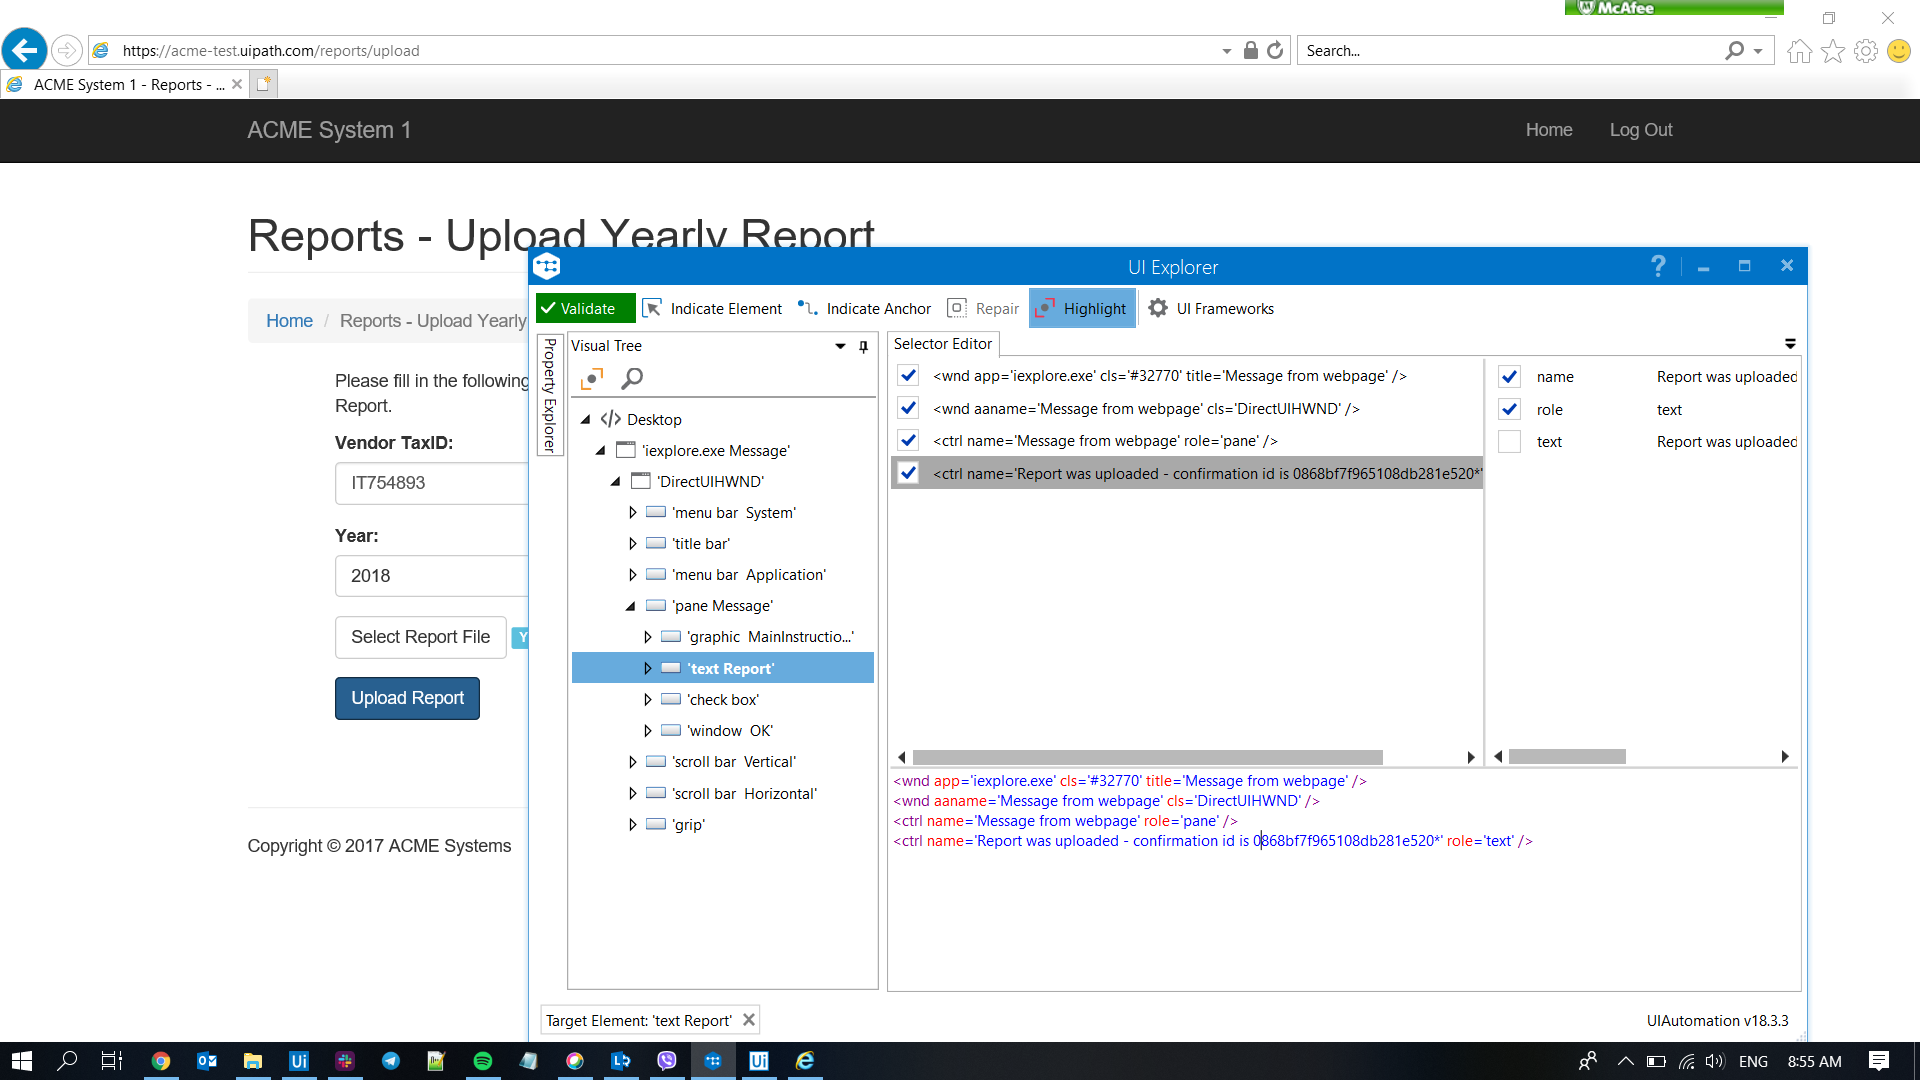 McAfee
https://acme-test.uipath.com/reports/upload
Search...
ACME System 1 - Reports - ...
ACME System 1
Home
Log Out
Reports - Upload Yearly Report
Home / Reports - Upload Yearly
Please fill in the following
Report.
Vendor TaxID:
IT754893
Year:
2018
Select Report File
Y
Upload Report
Copyright © 2017 ACME Systems
UI Explorer
?
Validate
Indicate Element
Indicate Anchor
Repair
Highlight
UI Frameworks
Property Explorer
Visual Tree
Desktop
'iexplore.exe Message'
'DirectUIHWND'
'menu bar System'
'title bar'
'menu bar Application'
'pane Message'
'graphic MainInstructio...'
'text Report'
'check box'
'window OK'
'scroll bar Vertical'
'scroll bar Horizontal'
'grip'
Selector Editor
<wnd app='iexplore.exe' cls='#32770' title='Message from webpage' />
<wnd aaname='Message from webpage' cls='DirectUIHWND' />
<ctrl name='Message from webpage' role='pane' />
<ctrl name='Report was uploaded - confirmation id is 0868bf7f965108db281e520*'
name Report was uploaded
role text
text Report was uploaded
<wnd app='iexplore.exe' cls='#32770' title='Message from webpage' />
<wnd aaname='Message from webpage' cls='DirectUIHWND' />
<ctrl name='Message from webpage' role='pane' />
<ctrl name='Report was uploaded - confirmation id is 0868bf7f965108db281e520*' role='text' />
Target Element: 'text Report'
UIAutomation v18.3.3
ENG
8:55 AM